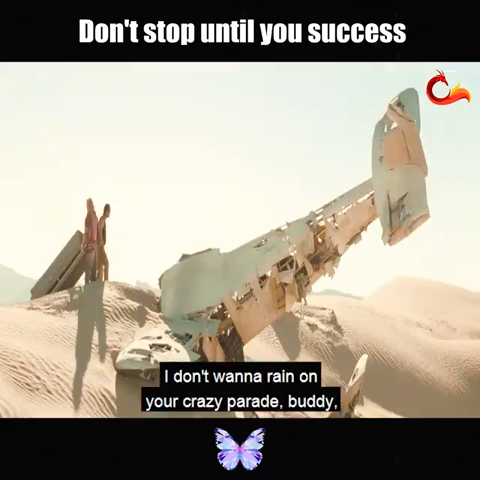 Don't stop until you success
I don't wanna rain on
your crazy parade, buddy,